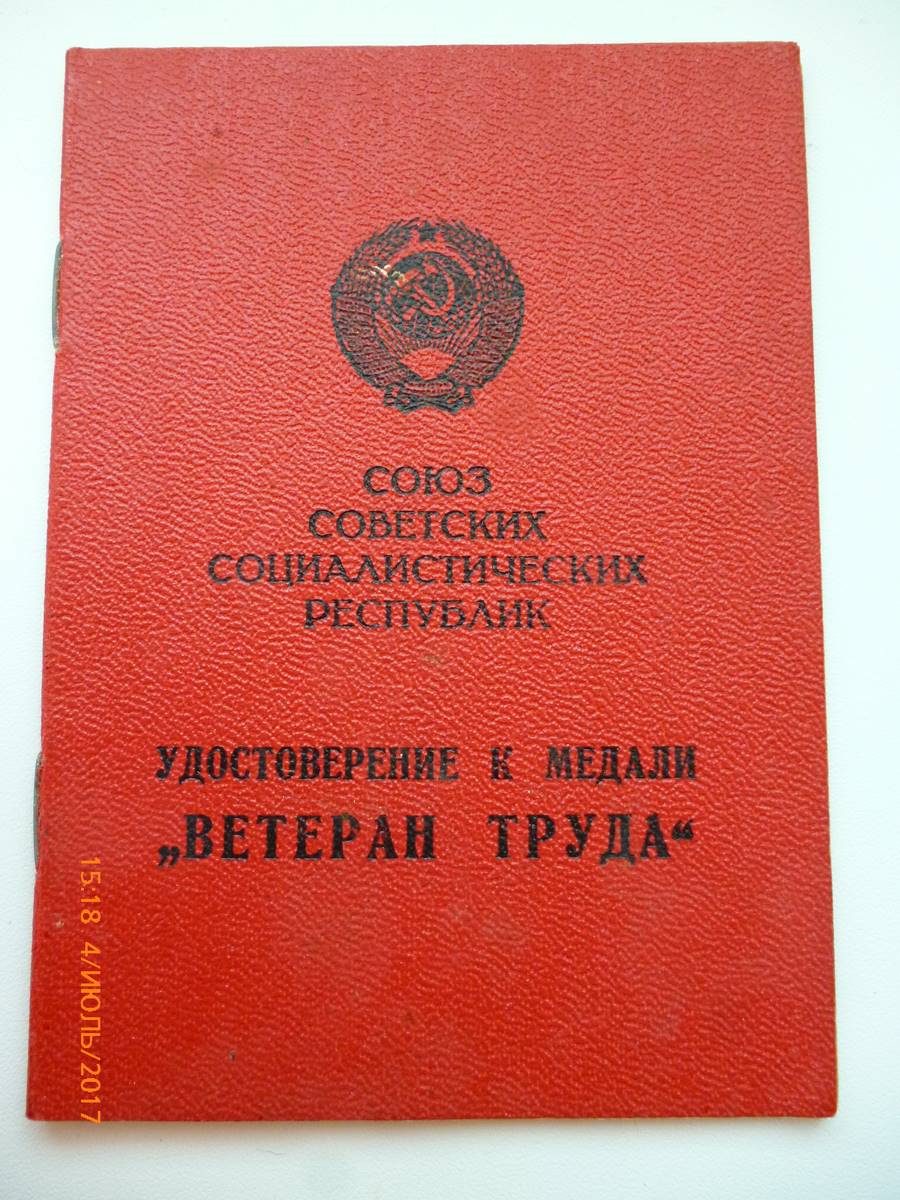 СОЮЗ
СОВЕТСКИХ
СОЦИАЛИСТИЧЕСКИХ
РЕСПУБЛИК
УДОСТОВЕРЕНИЕ К МЕДАЛИ
„ВЕТЕРАН ТРУДА“
15:18 4/ИЮЛЬ/2017